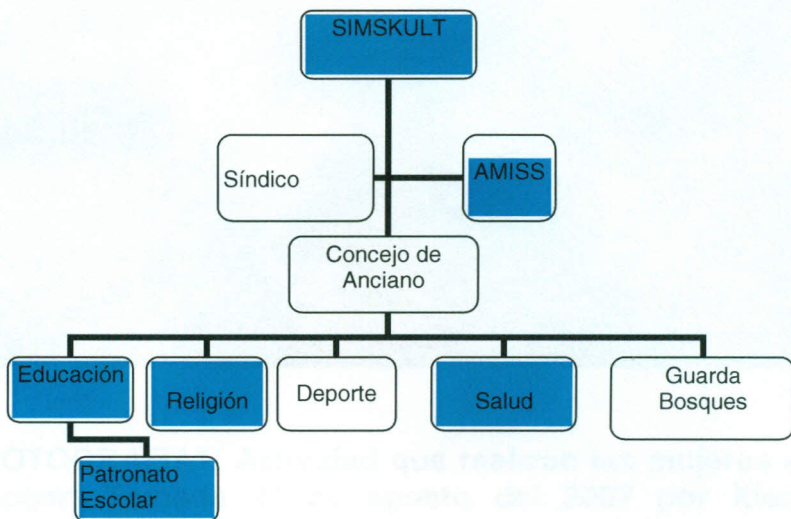 SIMSKULT
Síndico
AMISS
Concejo de
Anciano
Educación
Religión
Deporte
Salud
Guarda
Bosques
Patronato
Escolar